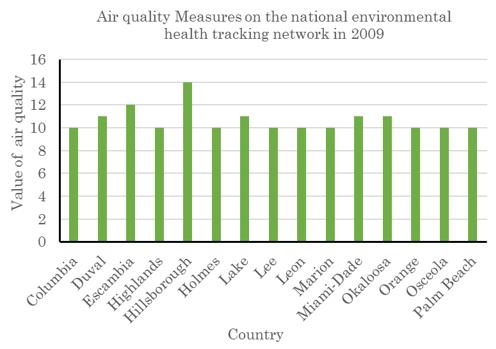 Air quality Measures on the national environmental
health tracking network in 2009
Value of air quality
16
14
12
10
8
6
4
2
0
Columbia
Duval
Escambia
Highlands
Hillsborough
Holmes
Lake
Lee
Leon
Marion
Miami-Dade
Okaloosa
Orange
Osceola
Palm Beach
Country